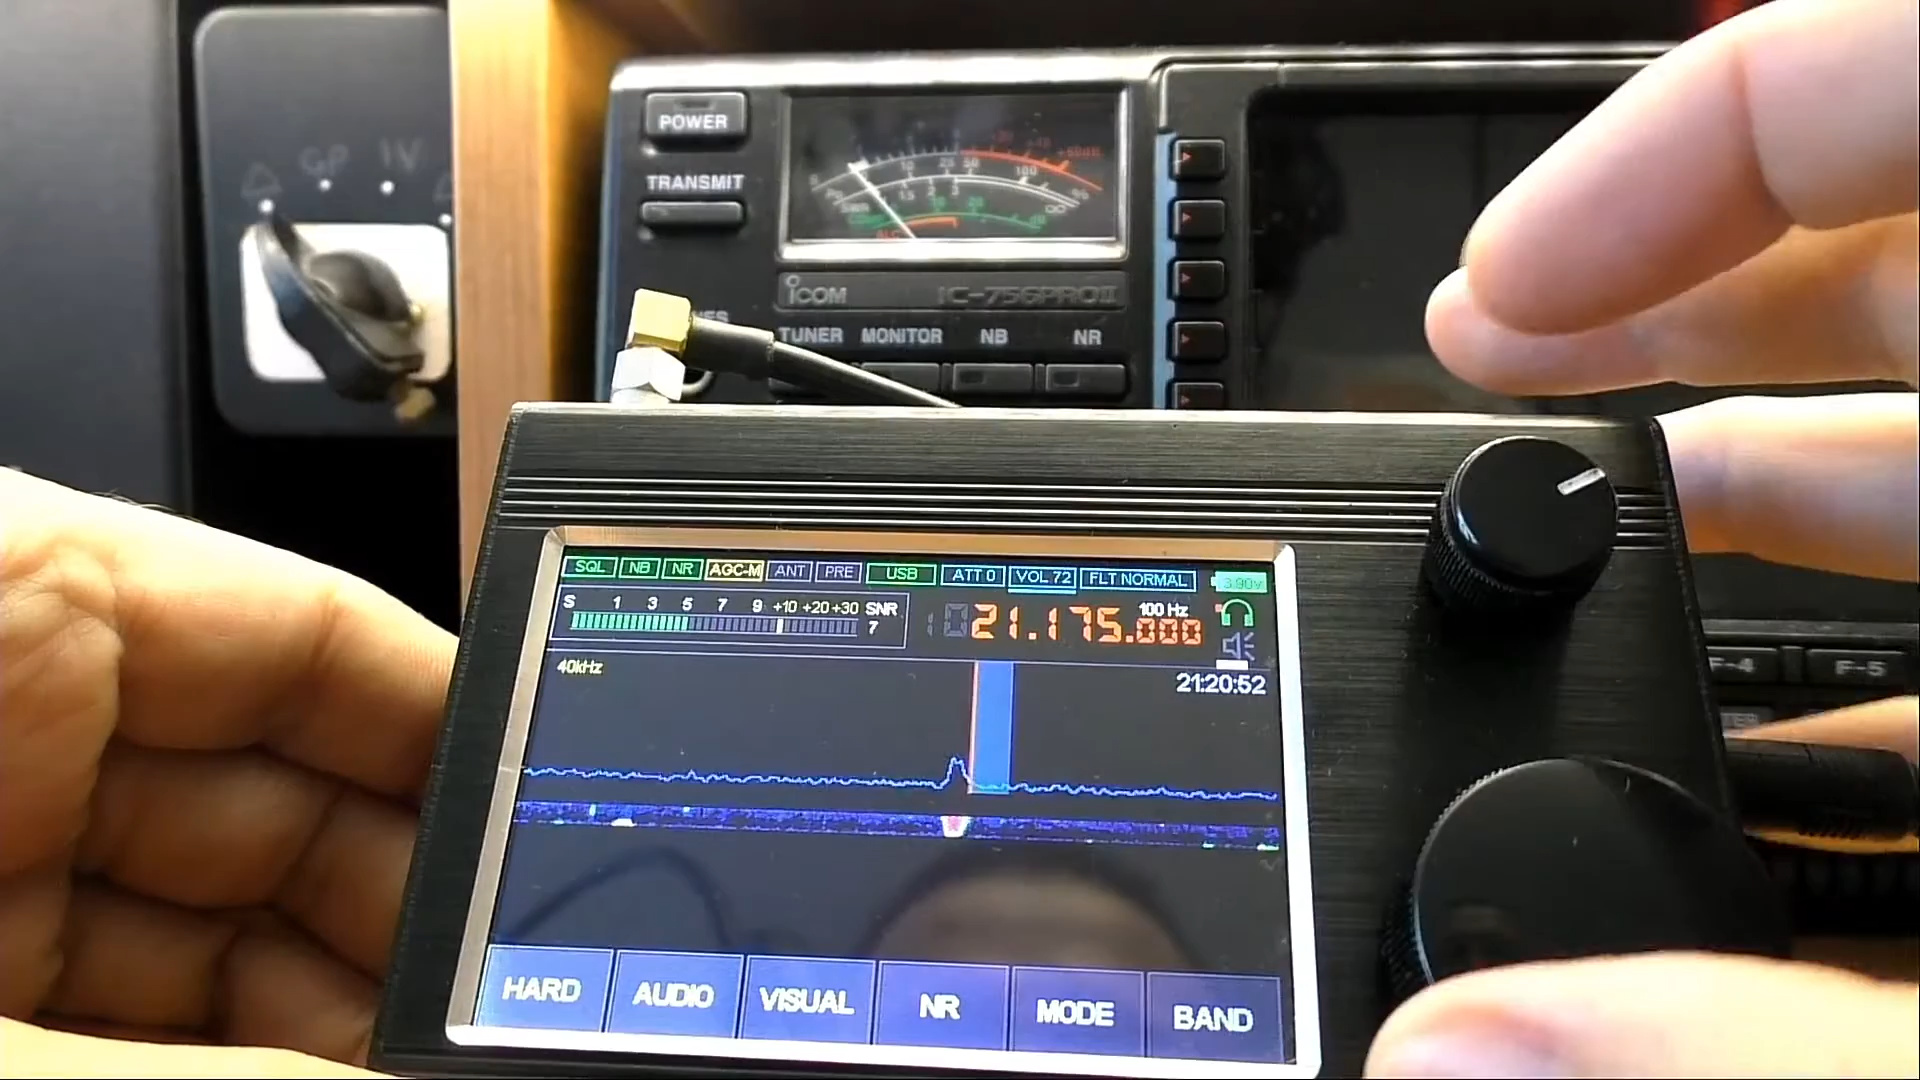 GP 1V
POWER
TRANSMIT
ICOM
IC-756PROII
TUNER MONITOR NB NR
F-4 F-5
SQL NB NR AGC-M ANT PRE USB ATT 0 VOL 72 FLT NORMAL 3.90v
S 1 3 5 7 9 +10 +20 +30 SNR
7
100 Hz
21.175.000
40kHz
21:20:52
HARD AUDIO VISUAL NR MODE BAND